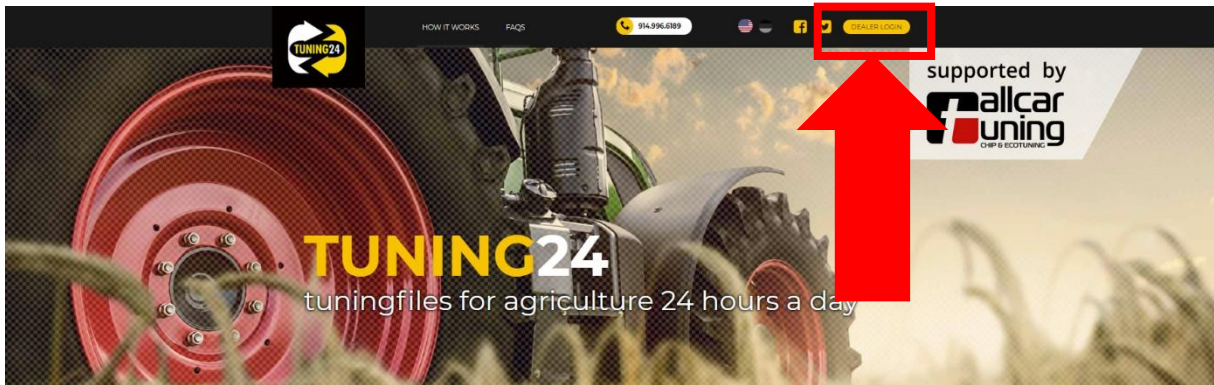 TUNING24
HOW IT WORKS
FAQS
914.996.6189
DEALER LOGIN
supported by
allcar
tuning
CHIP & ECOTUNING
TUNING24
tuningfiles for agriculture 24 hours a day